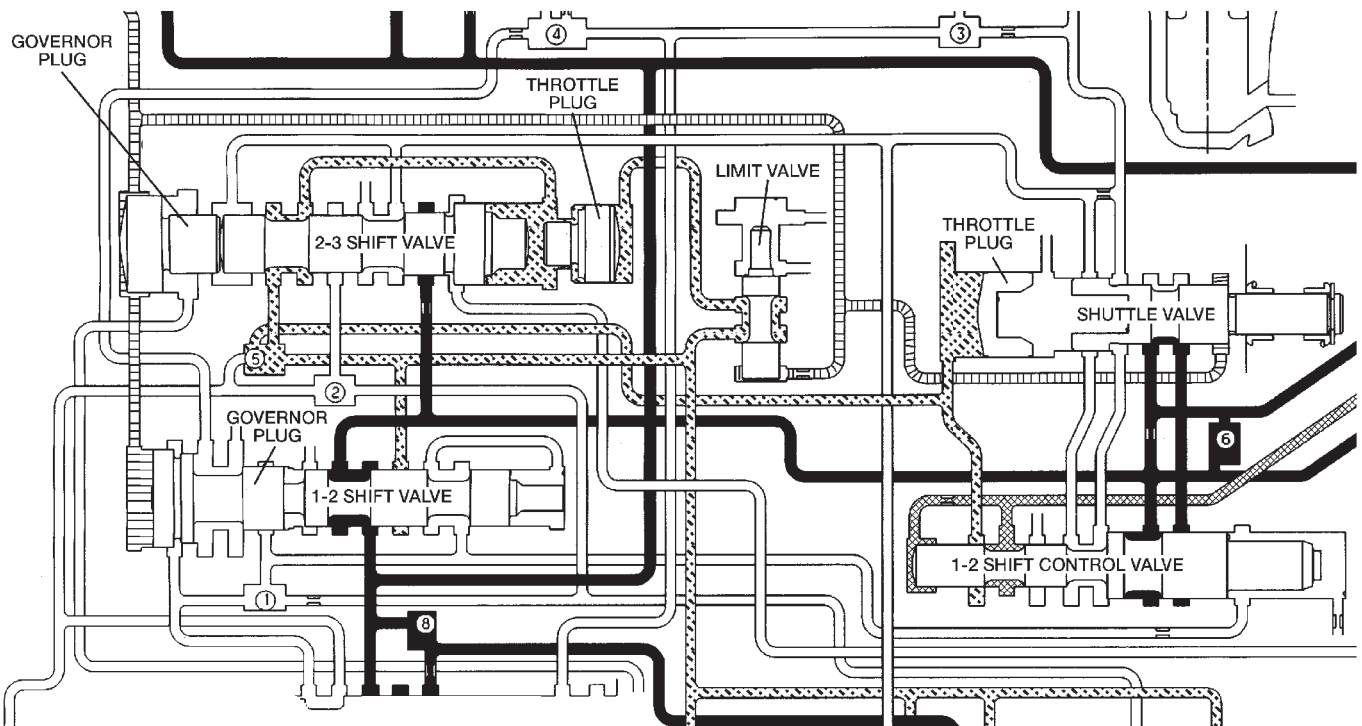 GOVERNOR
PLUG
④
③
THROTTLE
PLUG
LIMIT VALVE
THROTTLE
PLUG
2-3 SHIFT VALVE
SHUTTLE VALVE
⑤
②
GOVERNOR
PLUG
⑥
1-2 SHIFT VALVE
1-2 SHIFT CONTROL VALVE
①
⑧